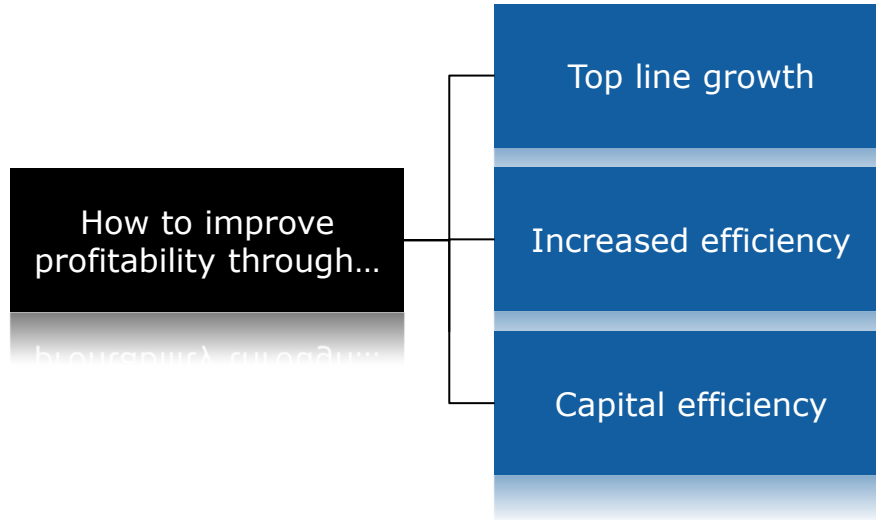 Top line growth
How to improve
profitability through…
Increased efficiency
Capital efficiency